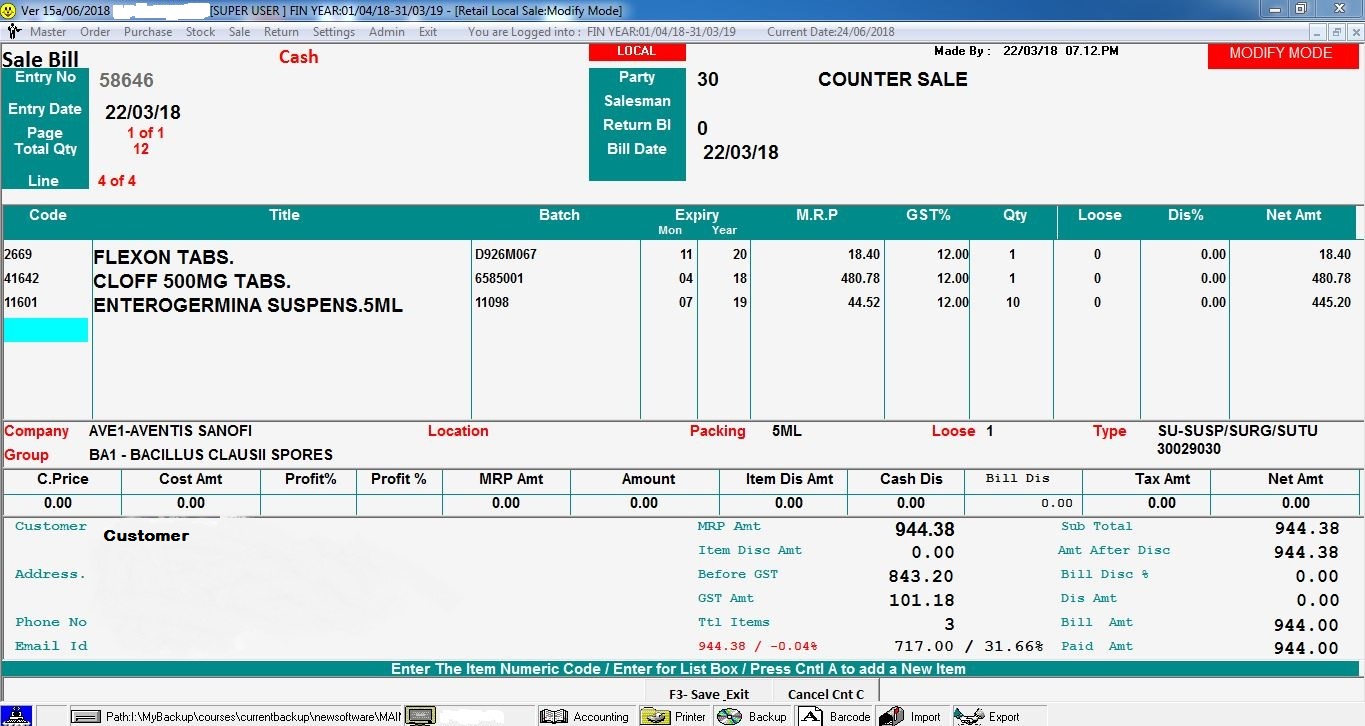 Ver 15a/06/2018 [SUPER USER ] FIN YEAR:01/04/18-31/03/19 - [Retail Local Sale:Modify Mode]
Master Order Purchase Stock Sale Return Settings Admin Exit You are Logged into : FIN YEAR:01/04/18-31/03/19 Current Date:24/06/2018
Sale Bill Cash LOCAL Made By : 22/03/18 07.12.PM MODIFY MODE
Entry No 58646 Party 30 COUNTER SALE
Salesman
Entry Date 22/03/18
Return Bl 0
Page 1 of 1
Total Qty 12 Bill Date 22/03/18
Line 4 of 4
Code Title Batch Expiry M.R.P GST% Qty Loose Dis% Net Amt
Mon Year
2669 FLEXON TABS. D926M067 11 20 18.40 12.00 1 0 0.00 18.40
41642 CLOFF 500MG TABS. 6585001 04 18 480.78 12.00 1 0 0.00 480.78
11601 ENTEROGERMINA SUSPENS.5ML 11098 07 19 44.52 12.00 10 0 0.00 445.20
Company AVE1-AVENTIS SANOFI Location Packing 5ML Loose 1 Type SU-SUSP/SURG/SUTU
Group BA1 - BACILLUS CLAUSII SPORES 30029030
C.Price Cost Amt Profit% Profit % MRP Amt Amount Item Dis Amt Cash Dis Bill Dis Tax Amt Net Amt
0.00 0.00 0.00 0.00 0.00 0.00 0.00 0.00 0.00
Customer Customer MRP Amt 944.38 Sub Total 944.38
Item Disc Amt 0.00 Amt After Disc 944.38
Address. Before GST 843.20 Bill Disc % 0.00
GST Amt 101.18 Dis Amt 0.00
Phone No Ttl Items 3 Bill Amt 944.00
Email Id 944.38 / -0.04% 717.00 / 31.66% Paid Amt 944.00
Enter The Item Numeric Code / Enter for List Box / Press Cntl A to add a New Item
F3- Save_Exit Cancel Cnt C
Path:I:\MyBackup\courses\currentbackup\newsoftware\MAII Accounting Printer Backup Barcode Import Export